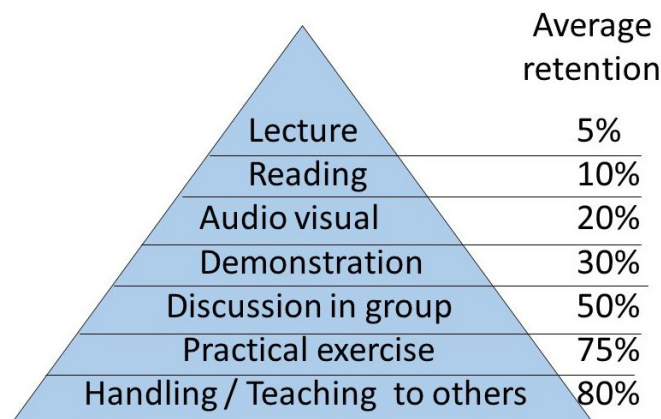 Average
retention
Lecture 5%
Reading 10%
Audio visual 20%
Demonstration 30%
Discussion in group 50%
Practical exercise 75%
Handling / Teaching to others 80%